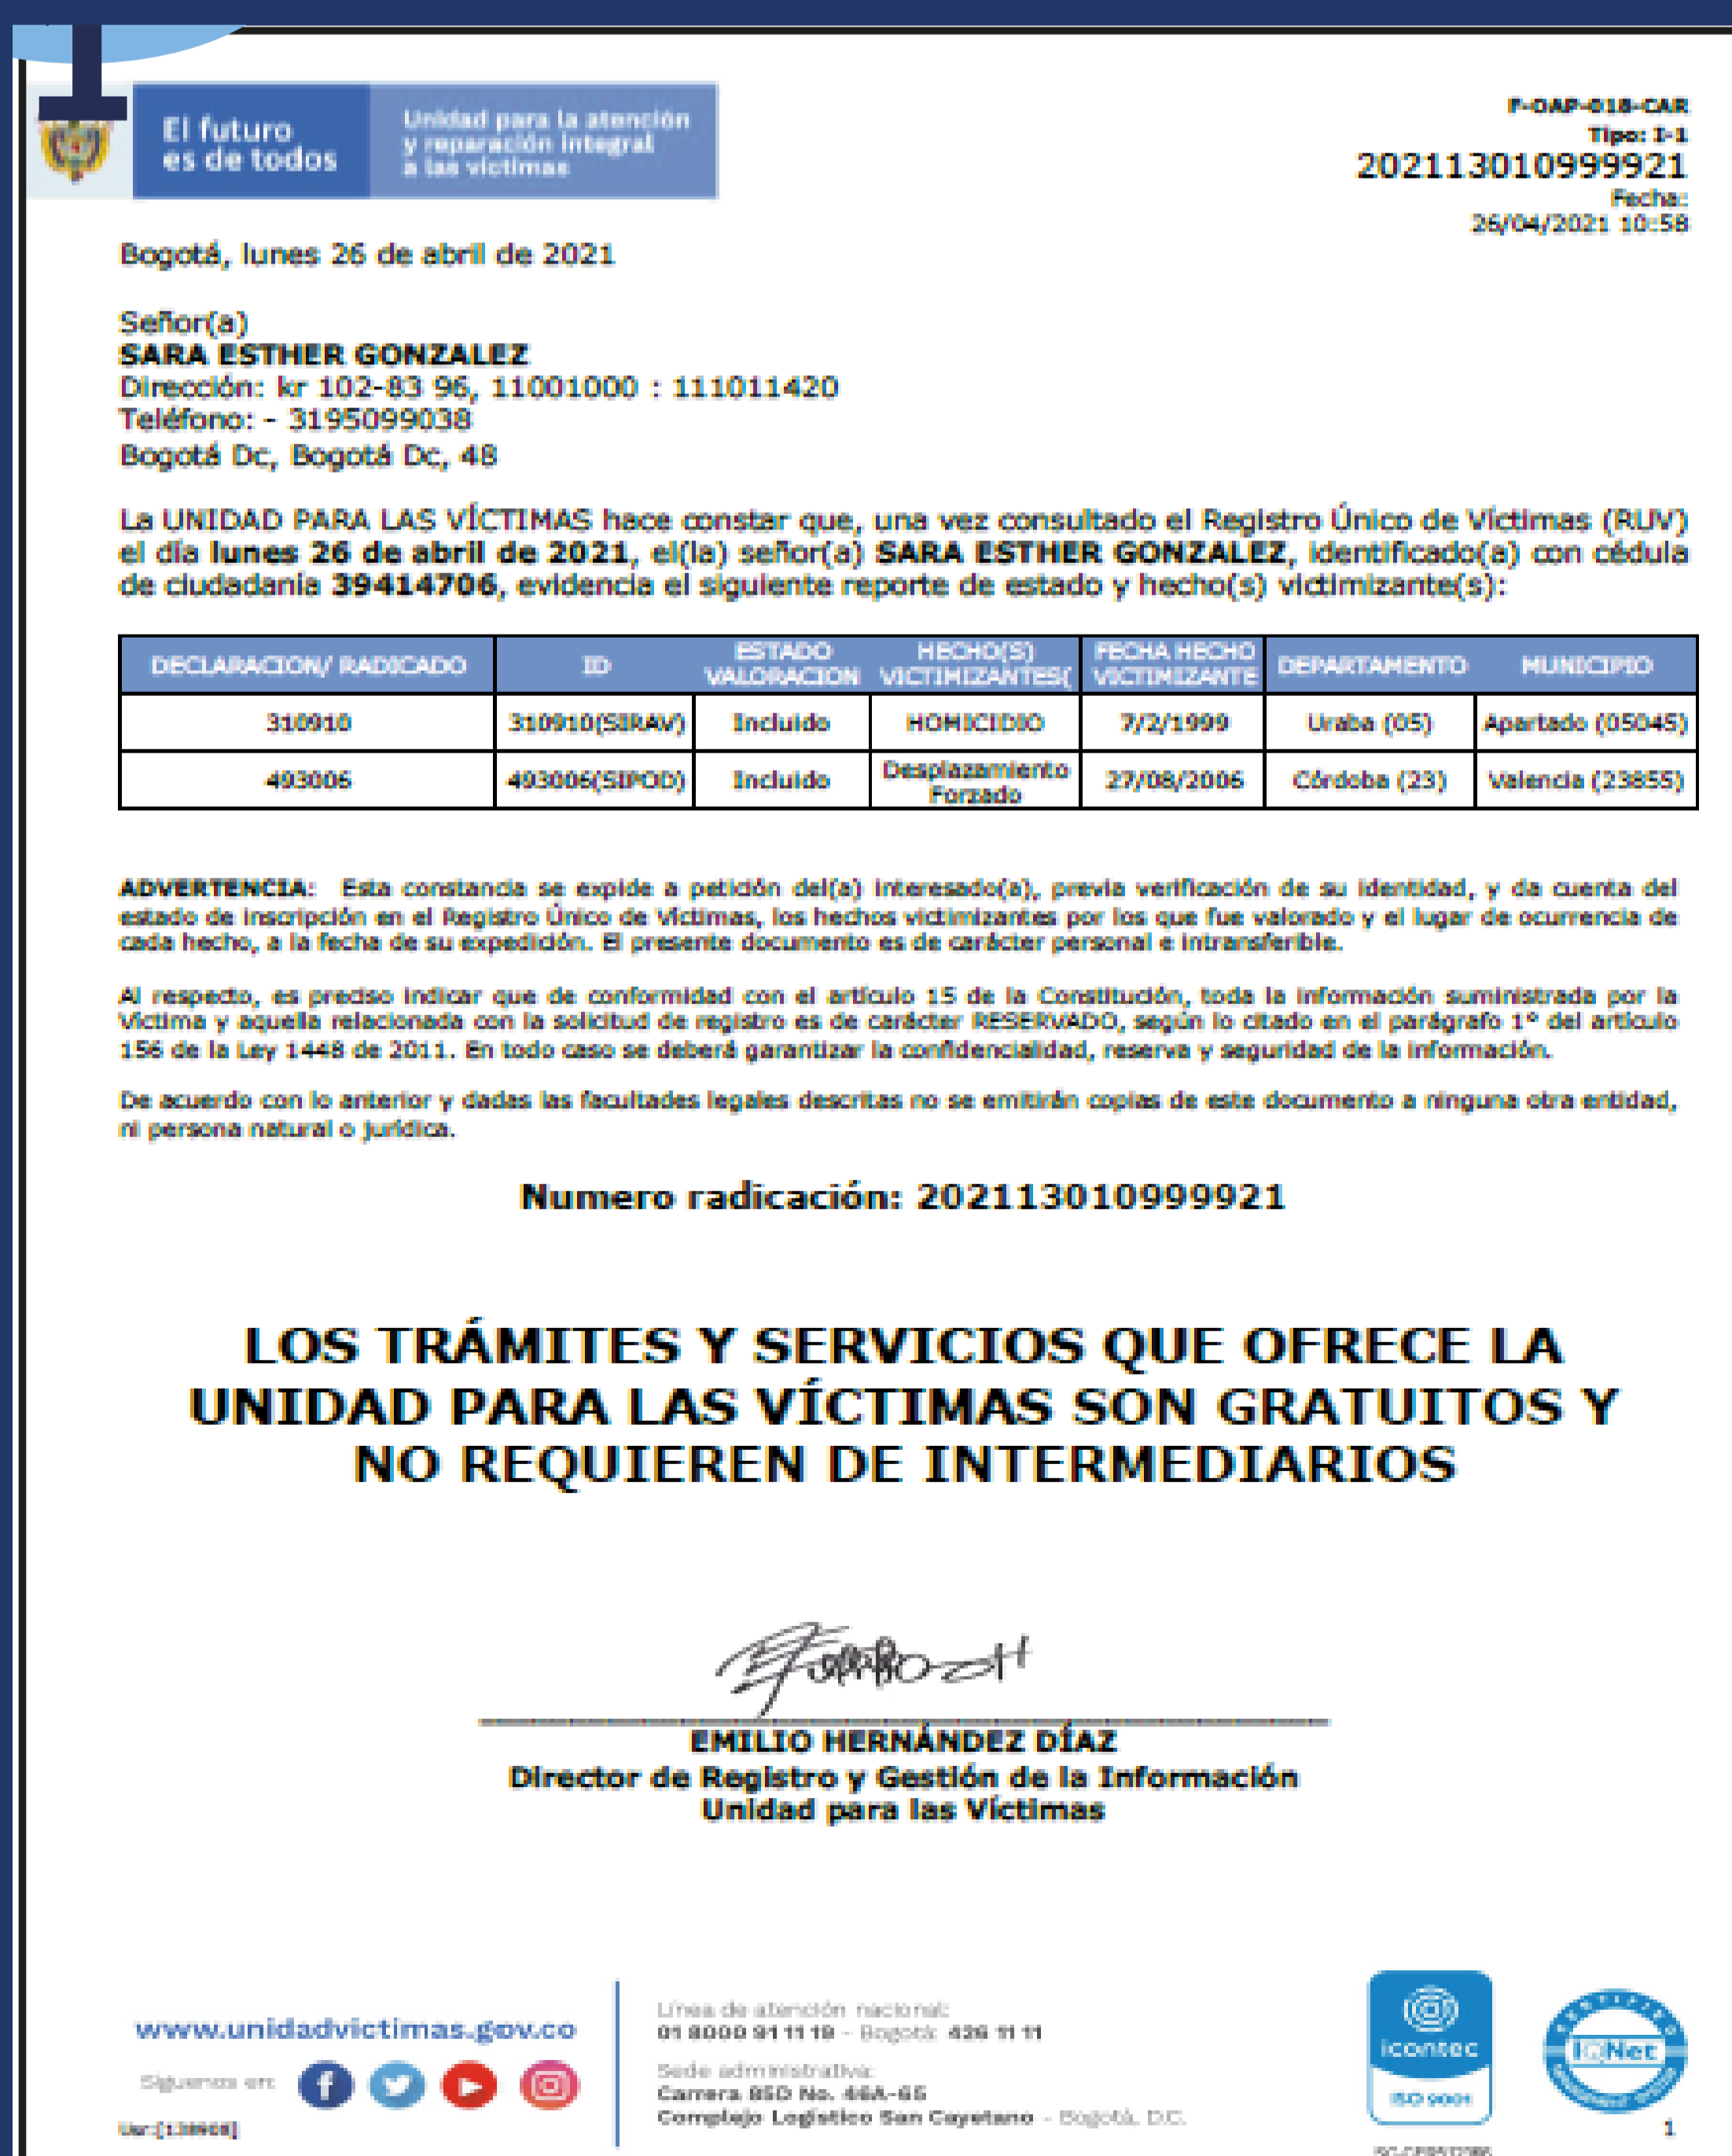 El futuro
es de todos
Unidad para la atención
y reparación integral
a las víctimas
F-OAP-018-CAR
Tipo: I-1
202113010999921
Fecha:
26/04/2021 10:58
Bogotá, lunes 26 de abril de 2021
Señor(a)
SARA ESTHER GONZALEZ
Dirección: kr 102-83 96, 11001000 : 111011420
Teléfono: - 3195099038
Bogotá Dc, Bogotá Dc, 48
La UNIDAD PARA LAS VÍCTIMAS hace constar que, una vez consultado el Registro Único de Víctimas (RUV)
el día lunes 26 de abril de 2021, el(la) señor(a) SARA ESTHER GONZALEZ, identificado(a) con cédula
de ciudadanía 39414706, evidencia el siguiente reporte de estado y hecho(s) victimizante(s):
DECLARACION/ RADICADO ID ESTADO VALORACION HECHO(S) VICTIMIZANTES( FECHA HECHO VICTIMIZANTE DEPARTAMENTO MUNICIPIO
310910 310910(SIRAV) Incluido HOMICIDIO 7/2/1999 Uraba (05) Apartado (05045)
493006 493006(SIPOD) Incluido Desplazamiento Forzado 27/08/2006 Córdoba (23) Valencia (23855)
ADVERTENCIA: Esta constancia se expide a petición del(a) interesado(a), previa verificación de su identidad, y da cuenta del
estado de inscripción en el Registro Único de Víctimas, los hechos victimizantes por los que fue valorado y el lugar de ocurrencia de
cada hecho, a la fecha de su expedición. El presente documento es de carácter personal e intransferible.
Al respecto, es preciso indicar que de conformidad con el artículo 15 de la Constitución, toda la información suministrada por la
Víctima y aquella relacionada con la solicitud de registro es de carácter RESERVADO, según lo citado en el parágrafo 1° del artículo
156 de la Ley 1448 de 2011. En todo caso se deberá garantizar la confidencialidad, reserva y seguridad de la información.
De acuerdo con lo anterior y dadas las facultades legales descritas no se emitirán copias de este documento a ninguna otra entidad,
ni persona natural o jurídica.
Numero radicación: 202113010999921
LOS TRÁMITES Y SERVICIOS QUE OFRECE LA
UNIDAD PARA LAS VÍCTIMAS SON GRATUITOS Y
NO REQUIEREN DE INTERMEDIARIOS
EMILIO HERNÁNDEZ DÍAZ
Director de Registro y Gestión de la Información
Unidad para las Víctimas
www.unidadvictimas.gov.co
Síguenos en:
Línea de atención nacional:
01 8000 91 11 19 - Bogotá: 426 11 11
Sede administrativa:
Carrera 85D No. 46A-65
Complejo Logístico San Cayetano - Bogotá, D.C.
icontec
ISO 9001
IQNet
1